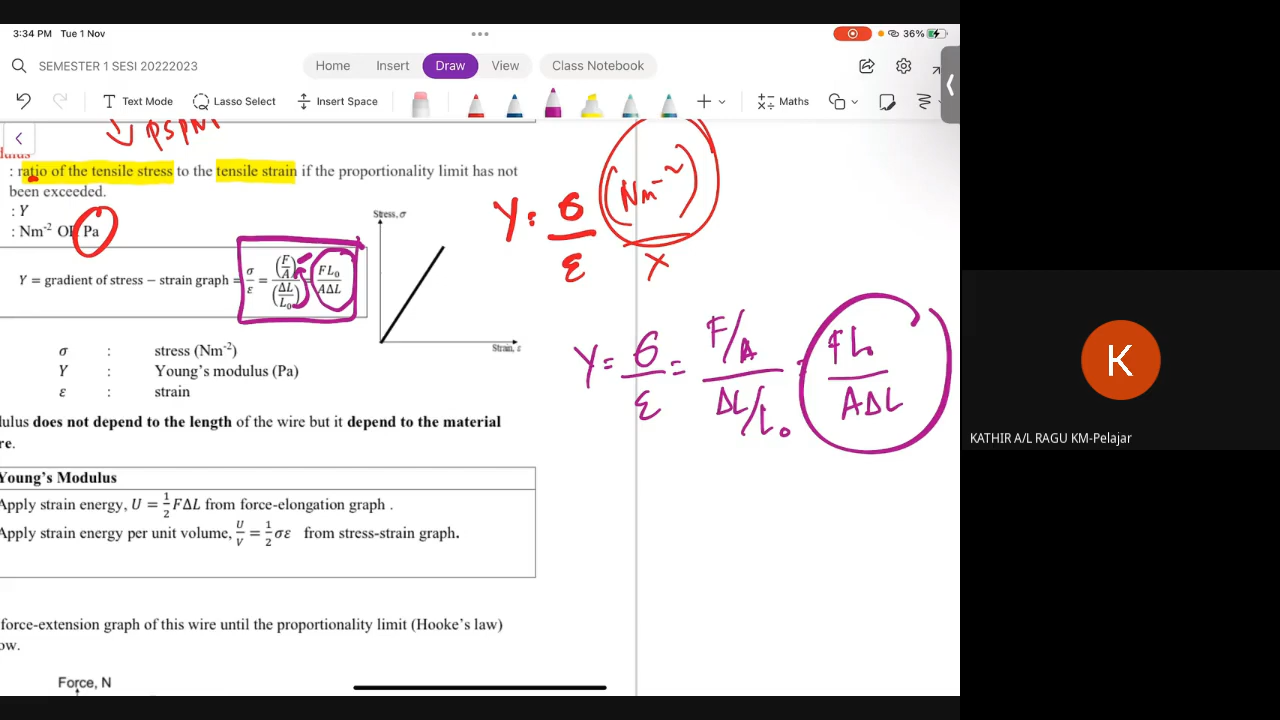 3:34 PM Tue 1 Nov
36%
SEMESTER 1 SESI 20222023
Home Insert Draw View Class Notebook
Text Mode Lasso Select Insert Space Maths
↓ PSPM
dulus
: ratio of the tensile stress to the tensile strain if the proportionality limit has not
been exceeded.
: Y
: Nm⁻² OR Pa
Stress, σ
Y = gradient of stress – strain graph = σ/ε = (F/A)/(ΔL/L₀) = FL₀/AΔL
Strain, ε
Y = σ/ε (Nm⁻²)/x
Y = σ/ε = F/A / ΔL/L₀ = FL₀/AΔL
σ : stress (Nm⁻²)
Y : Young's modulus (Pa)
ε : strain
dulus does not depend to the length of the wire but it depend to the material
re.
Young's Modulus
Apply strain energy, U = ½FΔL from force-elongation graph .
Apply strain energy per unit volume, U/V = ½σε from stress-strain graph.
force-extension graph of this wire until the proportionality limit (Hooke's law)
ow.
Force, N
K
KATHIR A/L RAGU KM-Pelajar